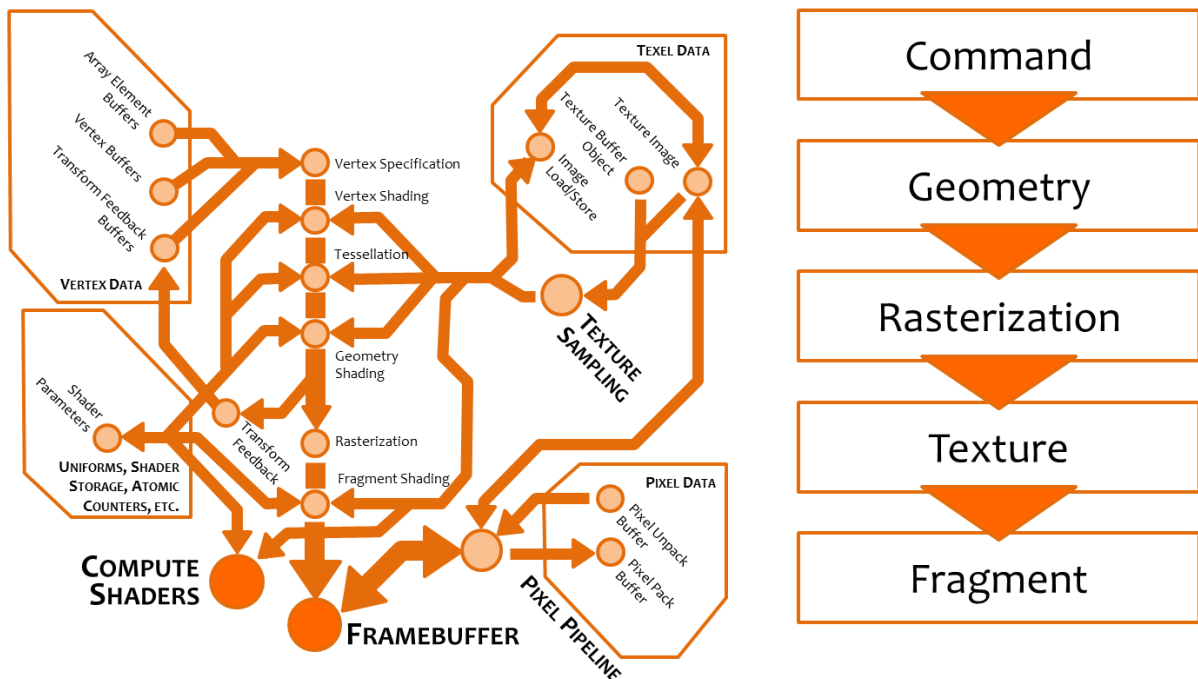 Array Element
Buffers
Vertex Buffers
Transform Feedback
Buffers
VERTEX DATA
Vertex Specification
Vertex Shading
Tessellation
Geometry
Shading
Transform
Feedback
Rasterization
Fragment Shading
Shader
Parameters
UNIFORMS, SHADER
STORAGE, ATOMIC
COUNTERS, ETC.
COMPUTE
SHADERS
FRAMEBUFFER
TEXEL DATA
Texture Image
Texture Buffer
Object
Image
Load/Store
TEXTURE
SAMPLING
PIXEL DATA
Pixel Unpack
Buffer
Pixel Pack
Buffer
PIXEL PIPELINE
Command
Geometry
Rasterization
Texture
Fragment